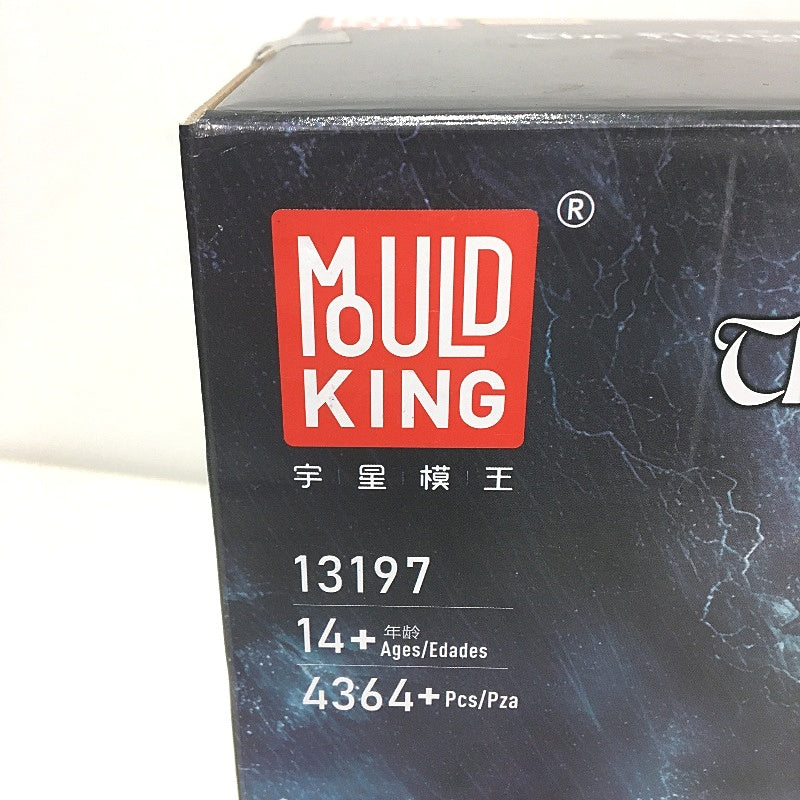 MOULD
KING
®
宇星模王
13197
14+ 年龄
Ages/Edades
4364+ Pcs/Pza